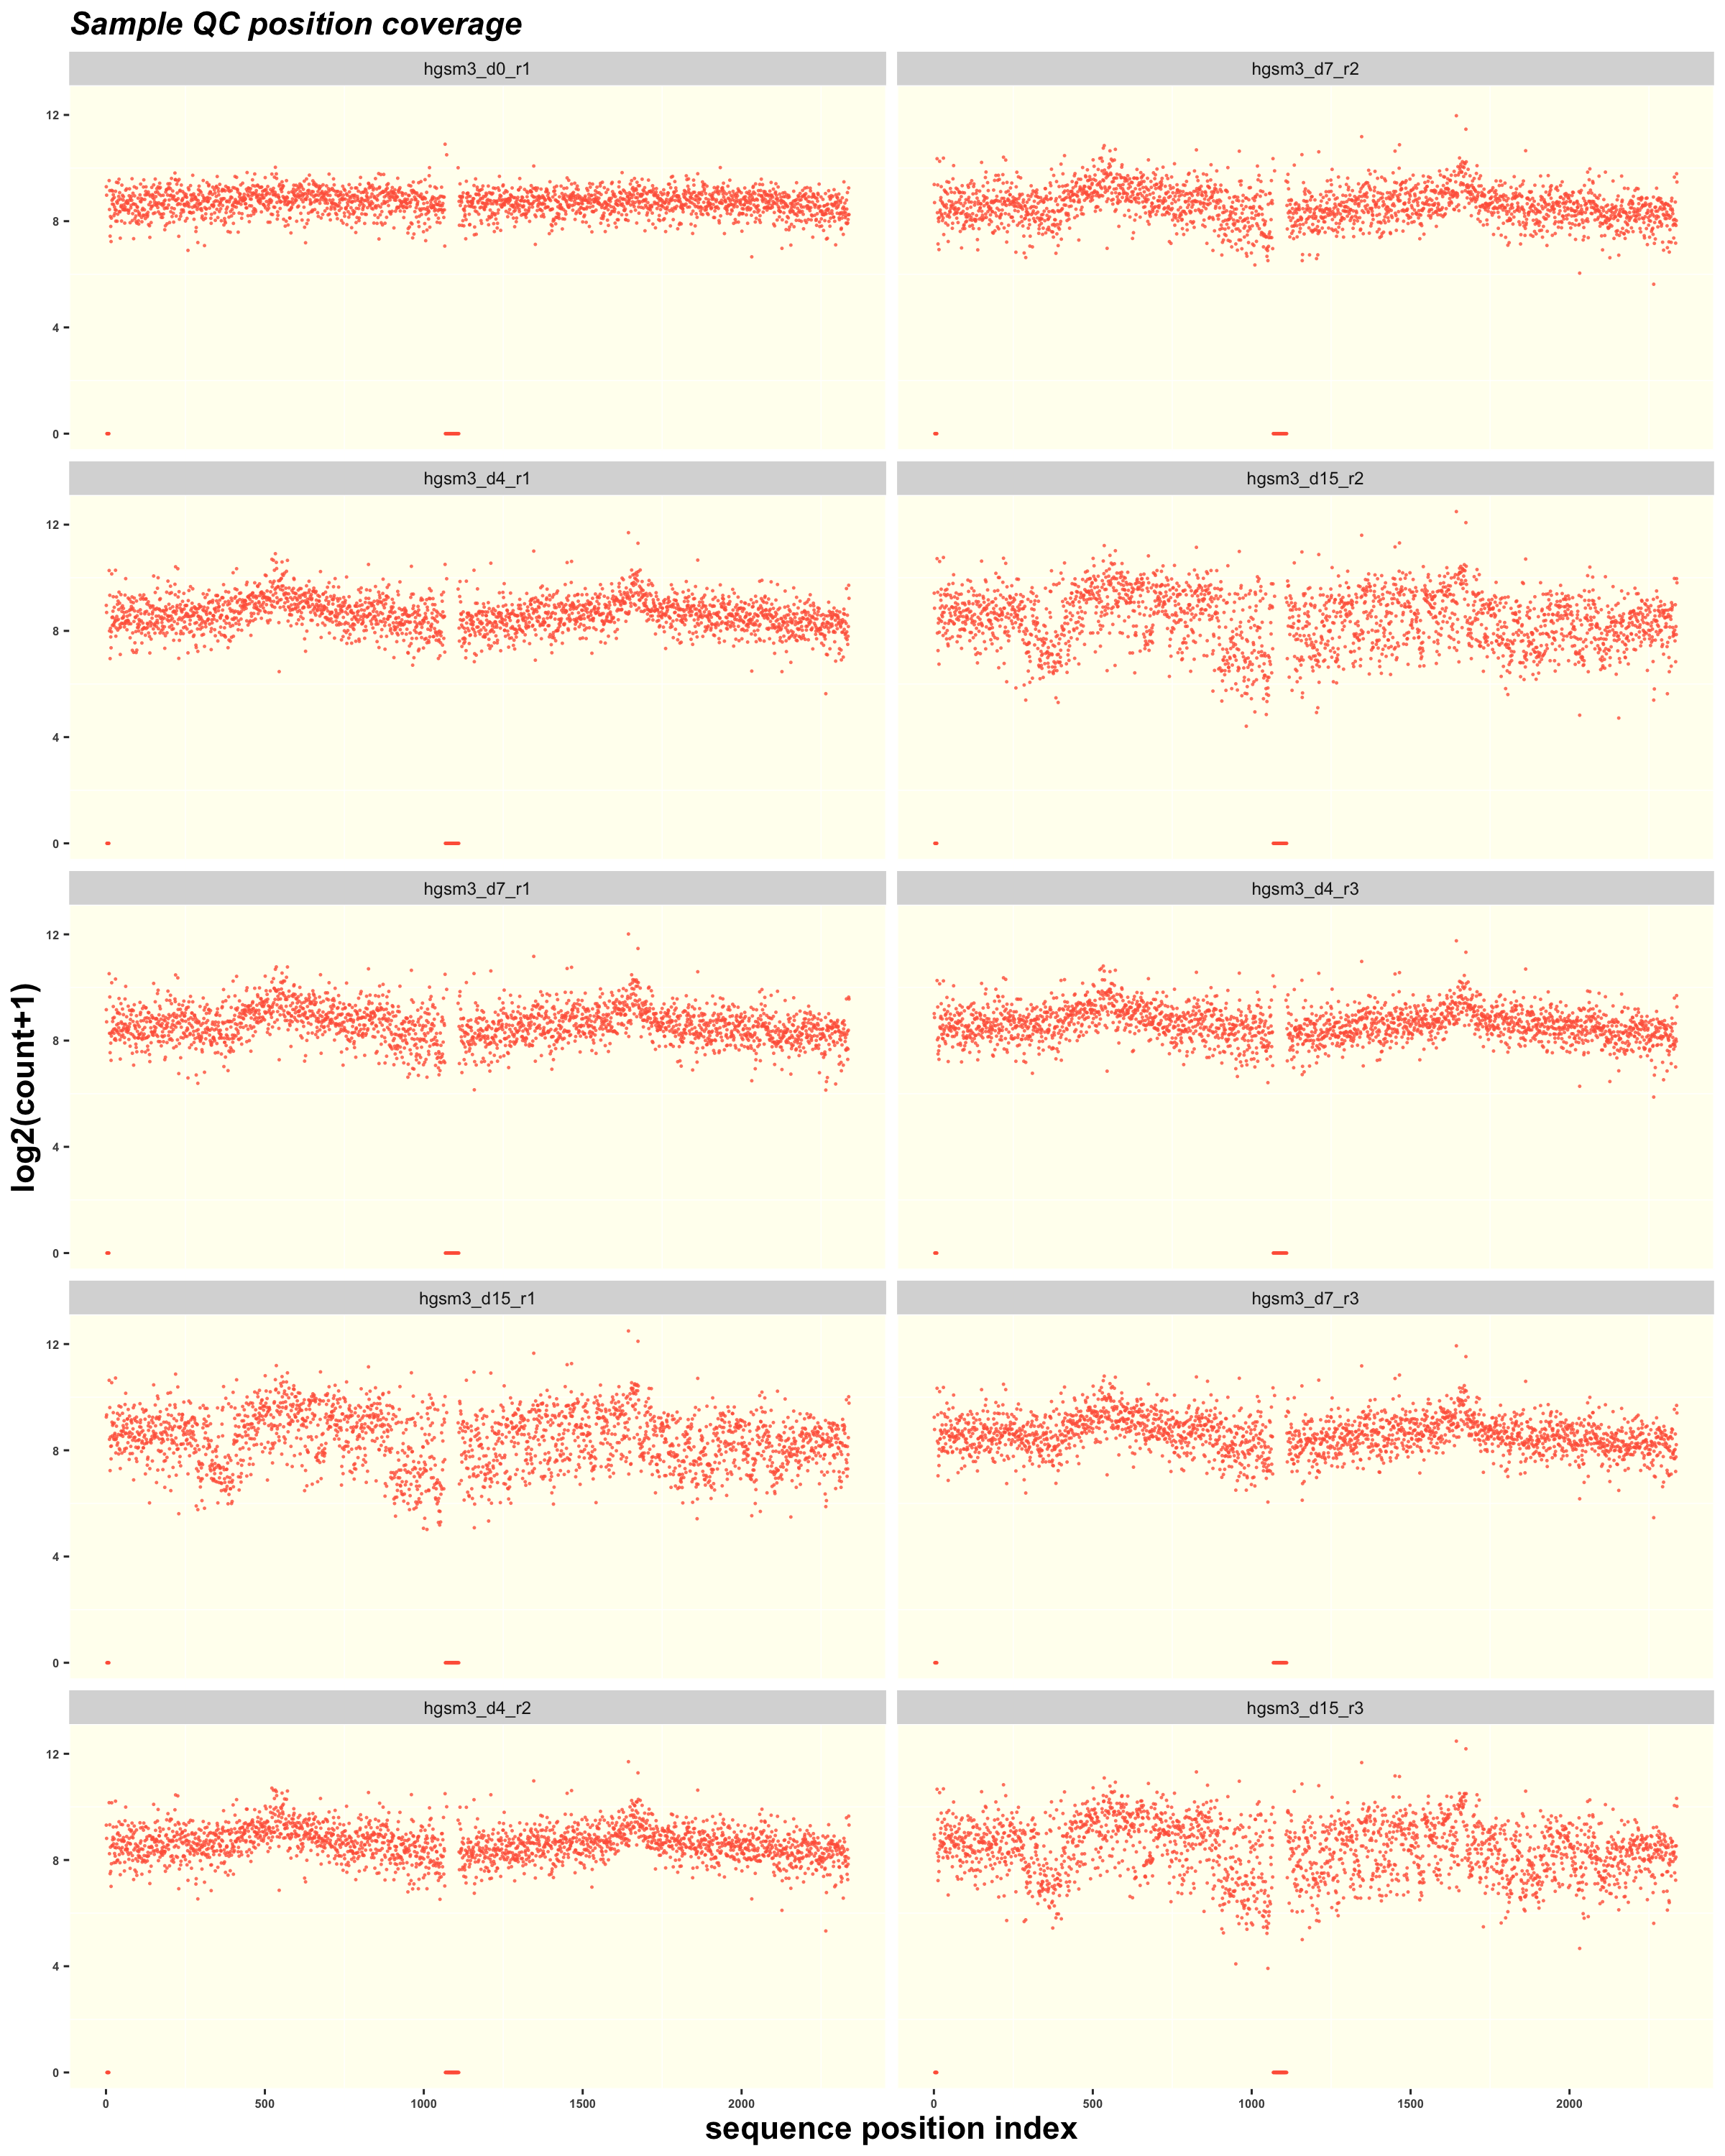 Sample QC position coverage
hgsm3_d0_r1
hgsm3_d7_r2
12
8
4
0
hgsm3_d4_r1
hgsm3_d15_r2
12
8
4
0
hgsm3_d7_r1
hgsm3_d4_r3
12
8
4
0
log2(count+1)
hgsm3_d15_r1
hgsm3_d7_r3
12
8
4
0
hgsm3_d4_r2
hgsm3_d15_r3
12
8
4
0
0 500 1000 1500 2000
0 500 1000 1500 2000
sequence position index